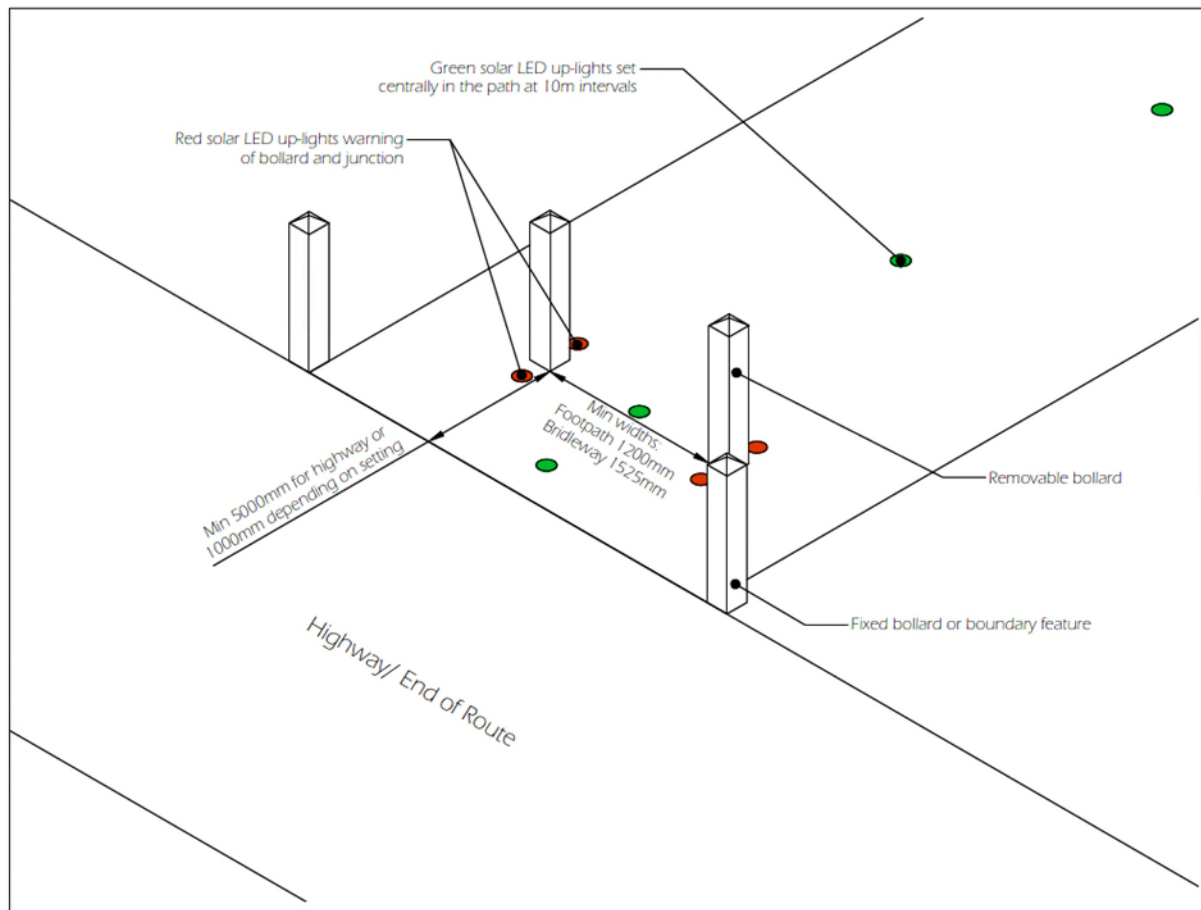 Green solar LED up-lights set
centrally in the path at 10m intervals
Red solar LED up-lights warning
of bollard and junction
Min widths:
Footpath 1200mm
Bridleway 1525mm
Min 5000mm for highway or
1000mm depending on setting
Removable bollard
Fixed bollard or boundary feature
Highway/ End of Route